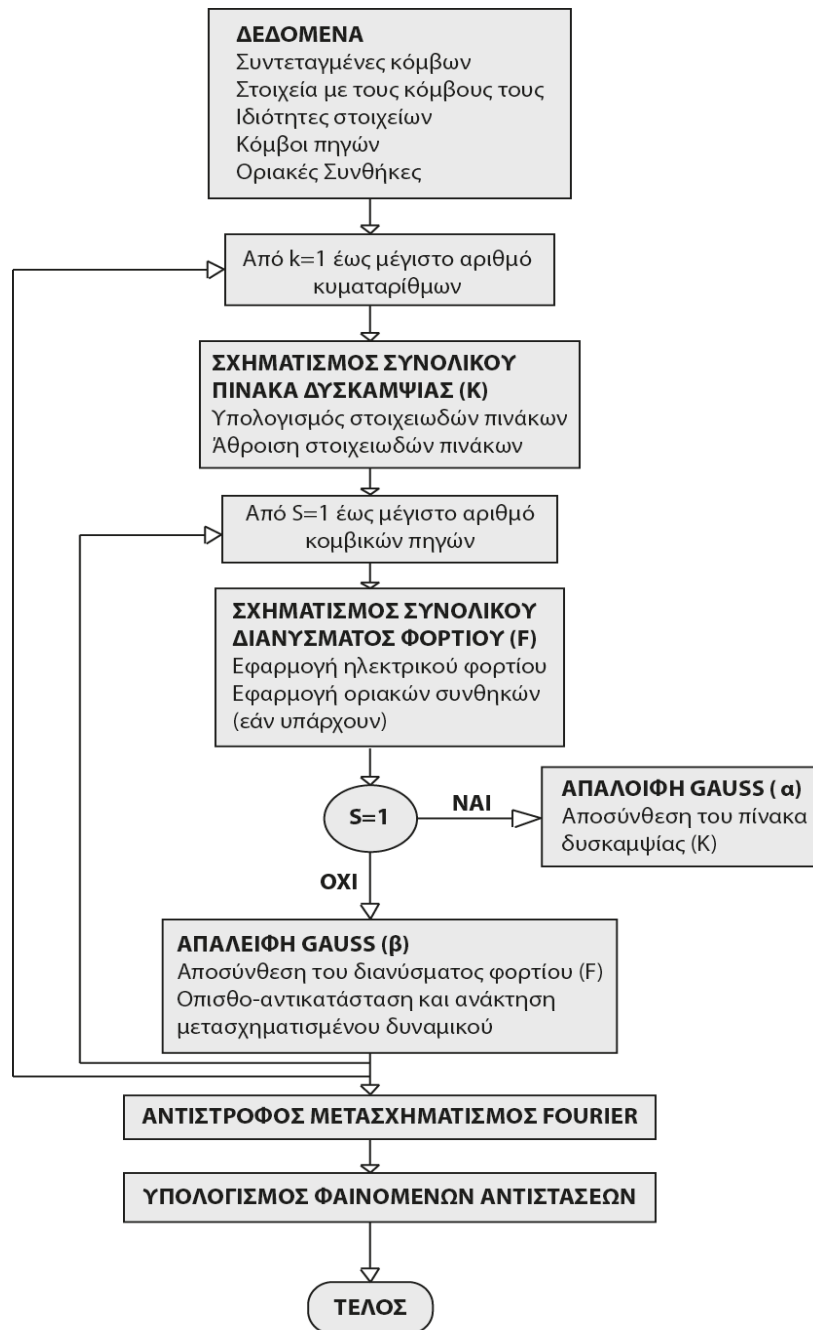 ΔΕΔΟΜΕΝΑ
Συντεταγμένες κόμβων
Στοιχεία με τους κόμβους τους
Ιδιότητες στοιχείων
Κόμβοι πηγών
Οριακές Συνθήκες
Από k=1 έως μέγιστο αριθμό
κυματαρίθμων
ΣΧΗΜΑΤΙΣΜΟΣ ΣΥΝΟΛΙΚΟΥ
ΠΙΝΑΚΑ ΔΥΣΚΑΜΨΙΑΣ (Κ)
Υπολογισμός στοιχειωδών πινάκων
Άθροιση στοιχειωδών πινάκων
Από S=1 έως μέγιστο αριθμό
κομβικών πηγών
ΣΧΗΜΑΤΙΣΜΟΣ ΣΥΝΟΛΙΚΟΥ
ΔΙΑΝΥΣΜΑΤΟΣ ΦΟΡΤΙΟΥ (F)
Εφαρμογή ηλεκτρικού φορτίου
Εφαρμογή οριακών συνθηκών
(εάν υπάρχουν)
S=1
ΝΑΙ
ΑΠΑΛΟΙΦΗ GAUSS ( α)
Αποσύνθεση του πίνακα
δυσκαμψίας (Κ)
ΟΧΙ
ΑΠΑΛΕΙΦΗ GAUSS (β)
Αποσύνθεση του διανύσματος φορτίου (F)
Οπισθο-αντικατάσταση και ανάκτηση
μετασχηματισμένου δυναμικού
ΑΝΤΙΣΤΡΟΦΟΣ ΜΕΤΑΣΧΗΜΑΤΙΣΜΟΣ FOURIER
ΥΠΟΛΟΓΙΣΜΟΣ ΦΑΙΝΟΜΕΝΩΝ ΑΝΤΙΣΤΑΣΕΩΝ
ΤΕΛΟΣ